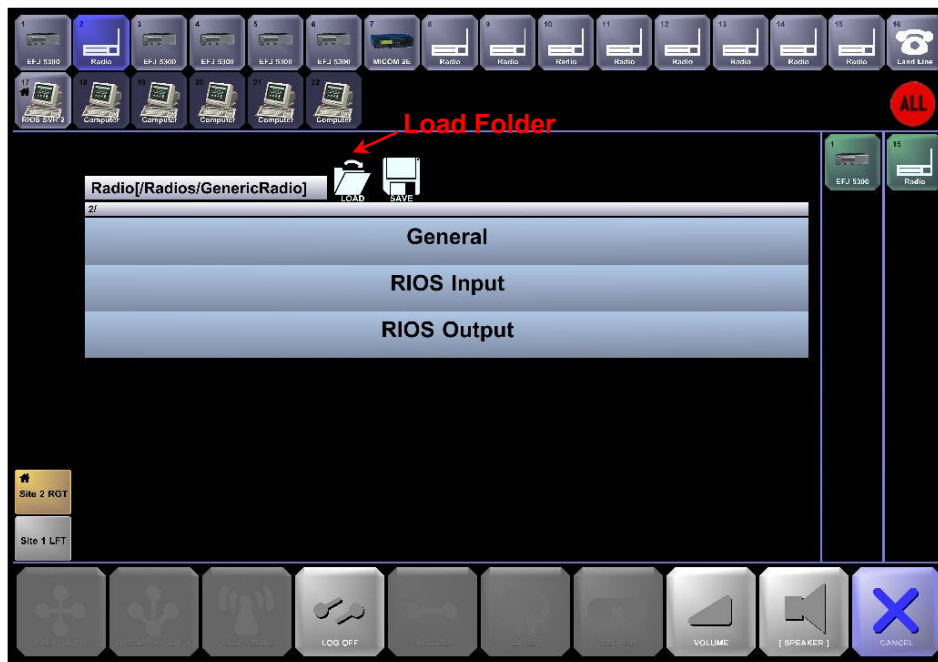 1 2 3 4 5 6 7 8 9 10 11 12 13 14 15 16
EFJ 5300 Radio EFJ 5300 EFJ 5300 EFJ 5300 EFJ 5300 MICOM 2E Radio Radio Radio Radio Radio Radio Radio Radio Land Line
17 18 19 20 21 22
RIOS SVR 2 Computer Computer Computer Computer Computer
ALL
Load Folder
1 15
EFJ 5300 Radio
Radio[/Radios/GenericRadio]
LOAD SAVE
2/
General
RIOS Input
RIOS Output
Site 2 RGT
Site 1 LFT
LOG OFF VOLUME [ SPEAKER ] CANCEL